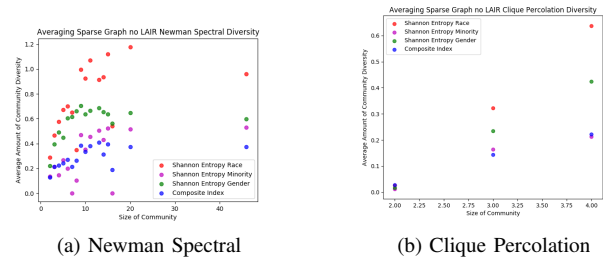 Averaging Sparse Graph no LAIR Newman Spectral Diversity
Average Amount of Community Diversity
1.2
1.0
0.8
0.6
0.4
0.2
0.0
Shannon Entropy Race
Shannon Entropy Minority
Shannon Entropy Gender
Composite Index
0 10 20 30 40
Size of Community
(a) Newman Spectral
Averaging Sparse Graph no LAIR Clique Percolation Diversity
Average Amount of Community Diversity
0.6
0.5
0.4
0.3
0.2
0.1
0.0
Shannon Entropy Race
Shannon Entropy Minority
Shannon Entropy Gender
Composite Index
2.00 2.25 2.50 2.75 3.00 3.25 3.50 3.75 4.00
Size of Community
(b) Clique Percolation